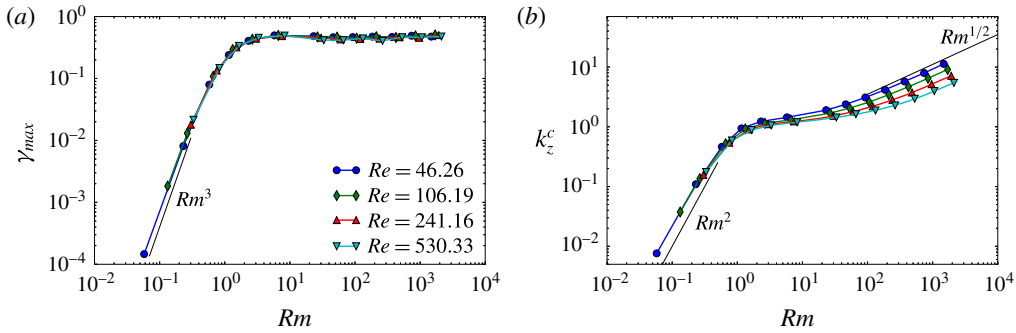 (a)
10^0
10^-1
10^-2
10^-3
10^-4
γ_max
Rm^3
Re = 46.26
Re = 106.19
Re = 241.16
Re = 530.33
10^-2 10^-1 10^0 10^1 10^2 10^3 10^4
Rm
(b)
10^1
10^0
10^-1
10^-2
k_z^c
Rm^1/2
Rm^2
10^-2 10^-1 10^0 10^1 10^2 10^3 10^4
Rm